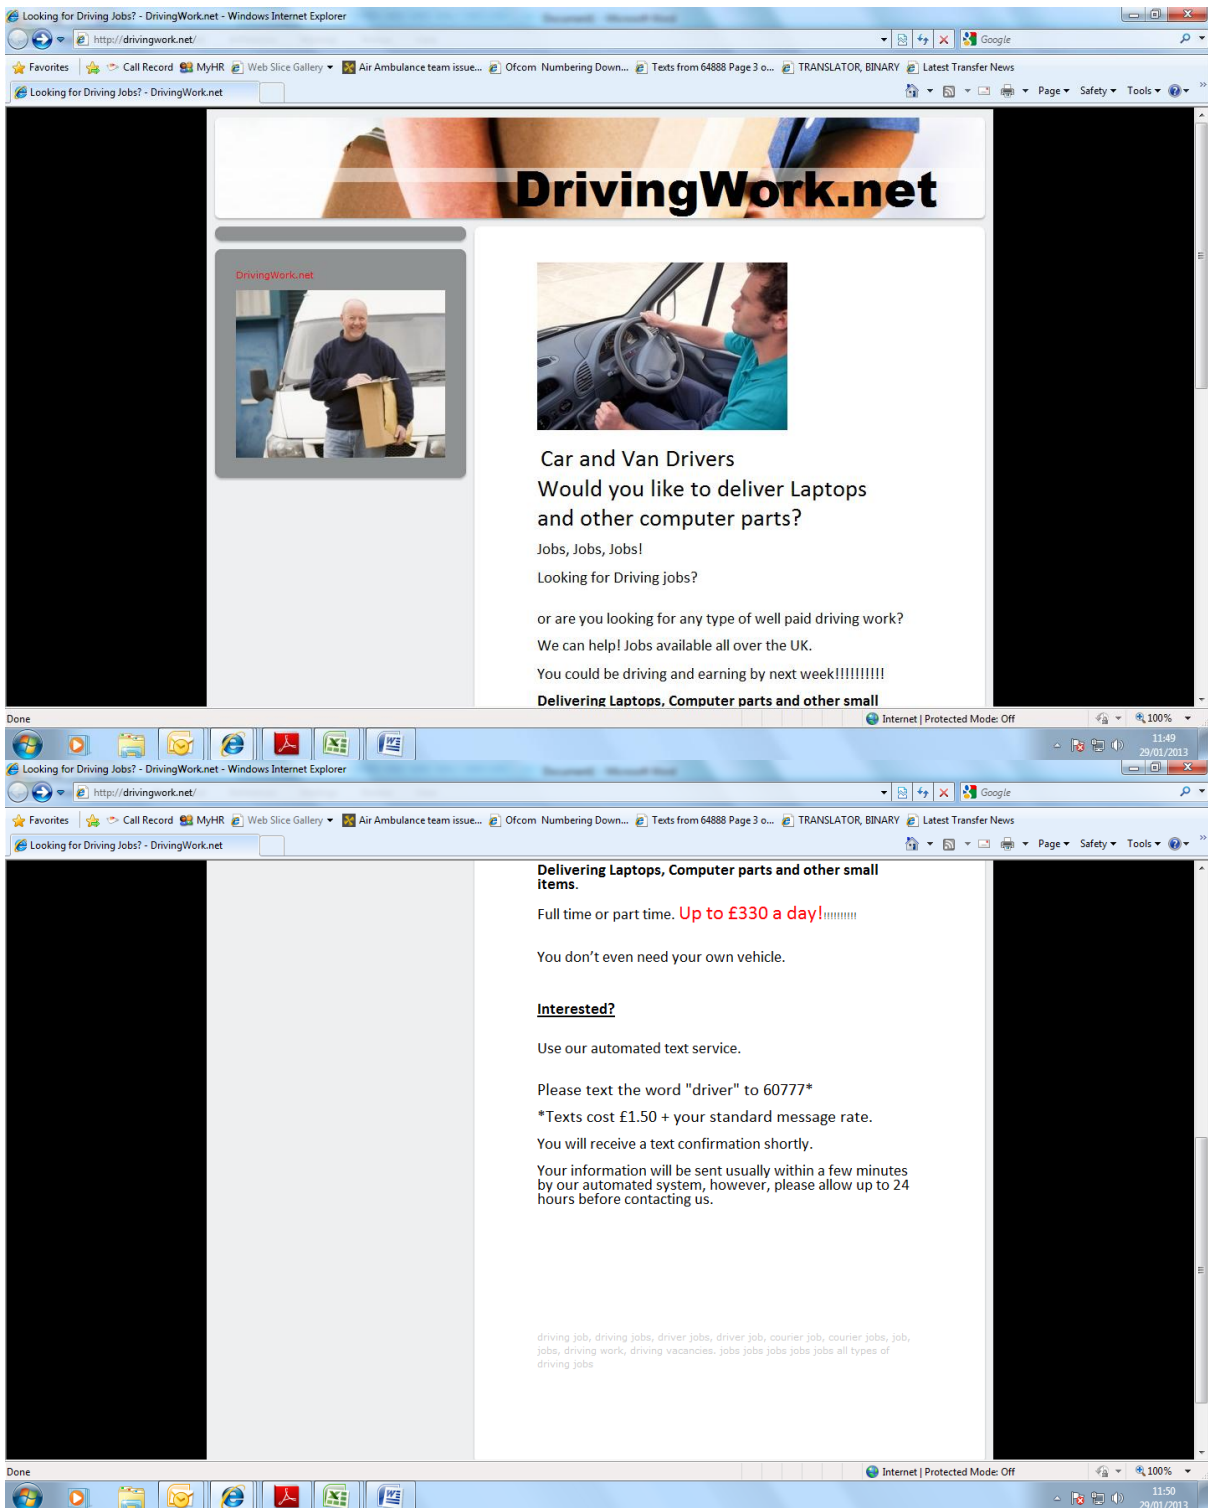 Looking for Driving Jobs? - DrivingWork.net - Windows Internet Explorer
http://drivingwork.net/
Google
Favorites Call Record MyHR Web Slice Gallery Air Ambulance team issue... Ofcom Numbering Down... Texts from 64888 Page 3 o... TRANSLATOR, BINARY Latest Transfer News
Looking for Driving Jobs? - DrivingWork.net
Page Safety Tools
DrivingWork.net
DrivingWork.net
Car and Van Drivers
Would you like to deliver Laptops
and other computer parts?
Jobs, Jobs, Jobs!
Looking for Driving jobs?
or are you looking for any type of well paid driving work?
We can help! Jobs available all over the UK.
You could be driving and earning by next week!!!!!!!!!!
Delivering Laptops, Computer parts and other small
Done
Internet | Protected Mode: Off
100%
11:49
29/01/2013
Looking for Driving Jobs? - DrivingWork.net - Windows Internet Explorer
http://drivingwork.net/
Google
Favorites Call Record MyHR Web Slice Gallery Air Ambulance team issue... Ofcom Numbering Down... Texts from 64888 Page 3 o... TRANSLATOR, BINARY Latest Transfer News
Looking for Driving Jobs? - DrivingWork.net
Page Safety Tools
Delivering Laptops, Computer parts and other small
items.
Full time or part time. Up to £330 a day!!!!!!!!!!!
You don't even need your own vehicle.
Interested?
Use our automated text service.
Please text the word "driver" to 60777*
*Texts cost £1.50 + your standard message rate.
You will receive a text confirmation shortly.
Your information will be sent usually within a few minutes
by our automated system, however, please allow up to 24
hours before contacting us.
driving job, driving jobs, driver jobs, driver job, courier job, courier jobs, job,
jobs, driving work, driving vacancies. jobs jobs jobs jobs jobs all types of
driving jobs
Done
Internet | Protected Mode: Off
100%
11:50
29/01/2013